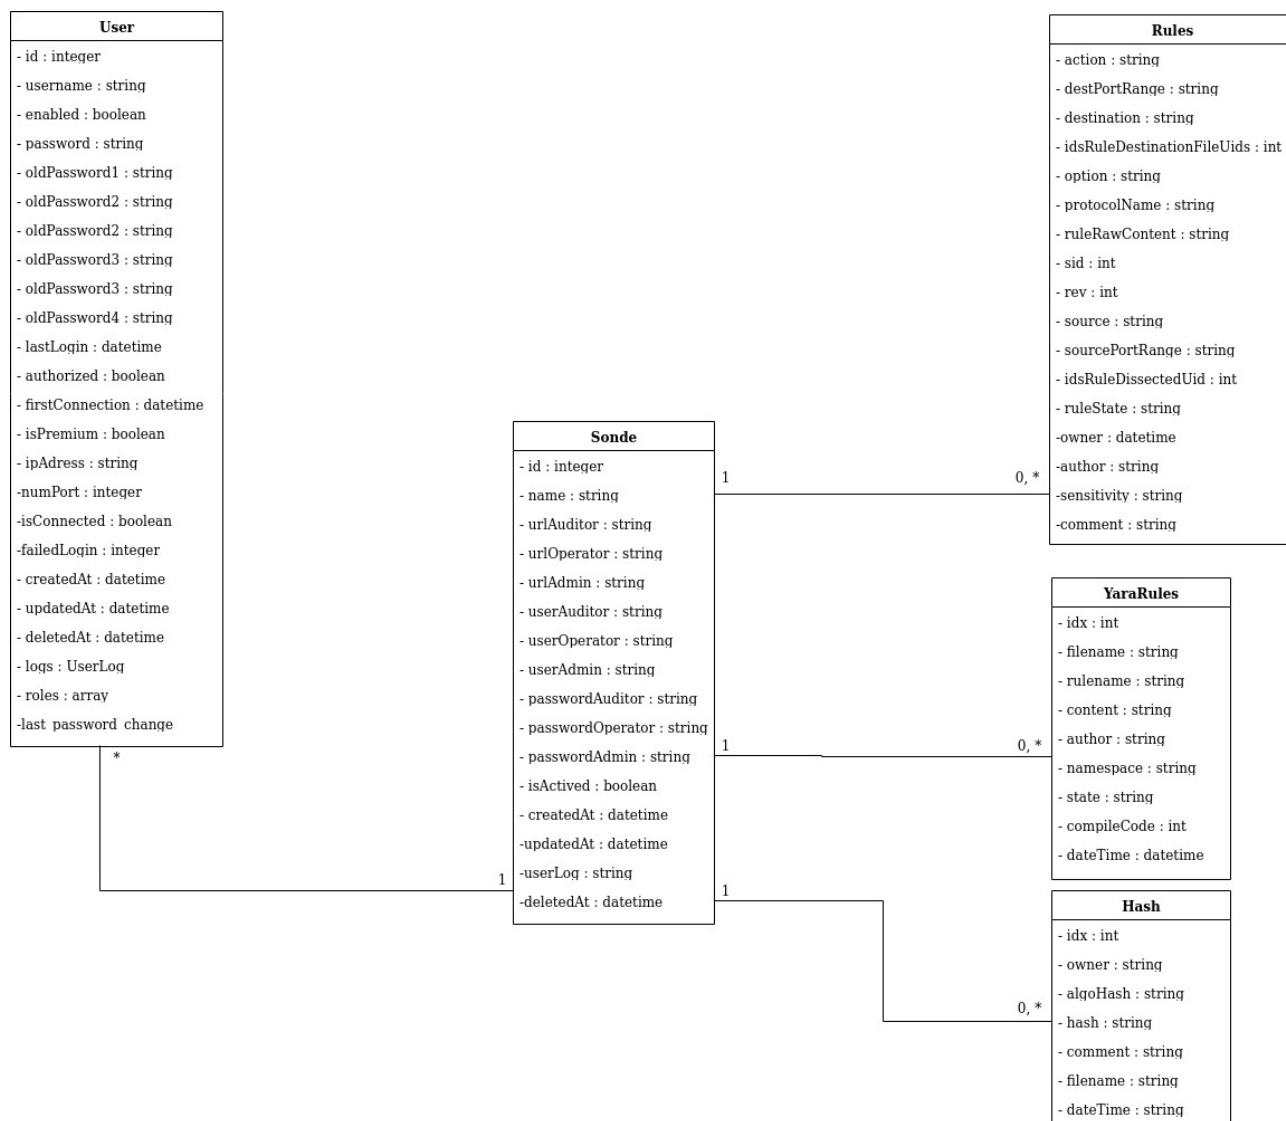 User
- id : integer
- username : string
- enabled : boolean
- password : string
- oldPassword1 : string
- oldPassword2 : string
- oldPassword2 : string
- oldPassword3 : string
- oldPassword3 : string
- oldPassword4 : string
- lastLogin : datetime
- authorized : boolean
- firstConnection : datetime
- isPremium : boolean
- ipAdress : string
-numPort : integer
-isConnected : boolean
-failedLogin : integer
- createdAt : datetime
- updatedAt : datetime
- deletedAt : datetime
- logs : UserLog
- roles : array
-last_password_change
*
1
Sonde
- id : integer
- name : string
- urlAuditor : string
- urlOperator : string
- urlAdmin : string
- userAuditor : string
- userOperator : string
- userAdmin : string
- passwordAuditor : string
- passwordOperator : string
- passwordAdmin : string
- isActived : boolean
- createdAt : datetime
-updatedAt : datetime
-userLog : string
-deletedAt : datetime
1
0, *
1
0, *
1
0, *
Rules
- action : string
- destPortRange : string
- destination : string
- idsRuleDestinationFileUids : int
- option : string
- protocolName : string
- ruleRawContent : string
- sid : int
- rev : int
- source : string
- sourcePortRange : string
- idsRuleDissectedUid : int
- ruleState : string
-owner : datetime
-author : string
-sensitivity : string
-comment : string
YaraRules
- idx : int
- filename : string
- rulename : string
- content : string
- author : string
- namespace : string
- state : string
- compileCode : int
- dateTime : datetime
Hash
- idx : int
- owner : string
- algoHash : string
- hash : string
- comment : string
- filename : string
- dateTime : string